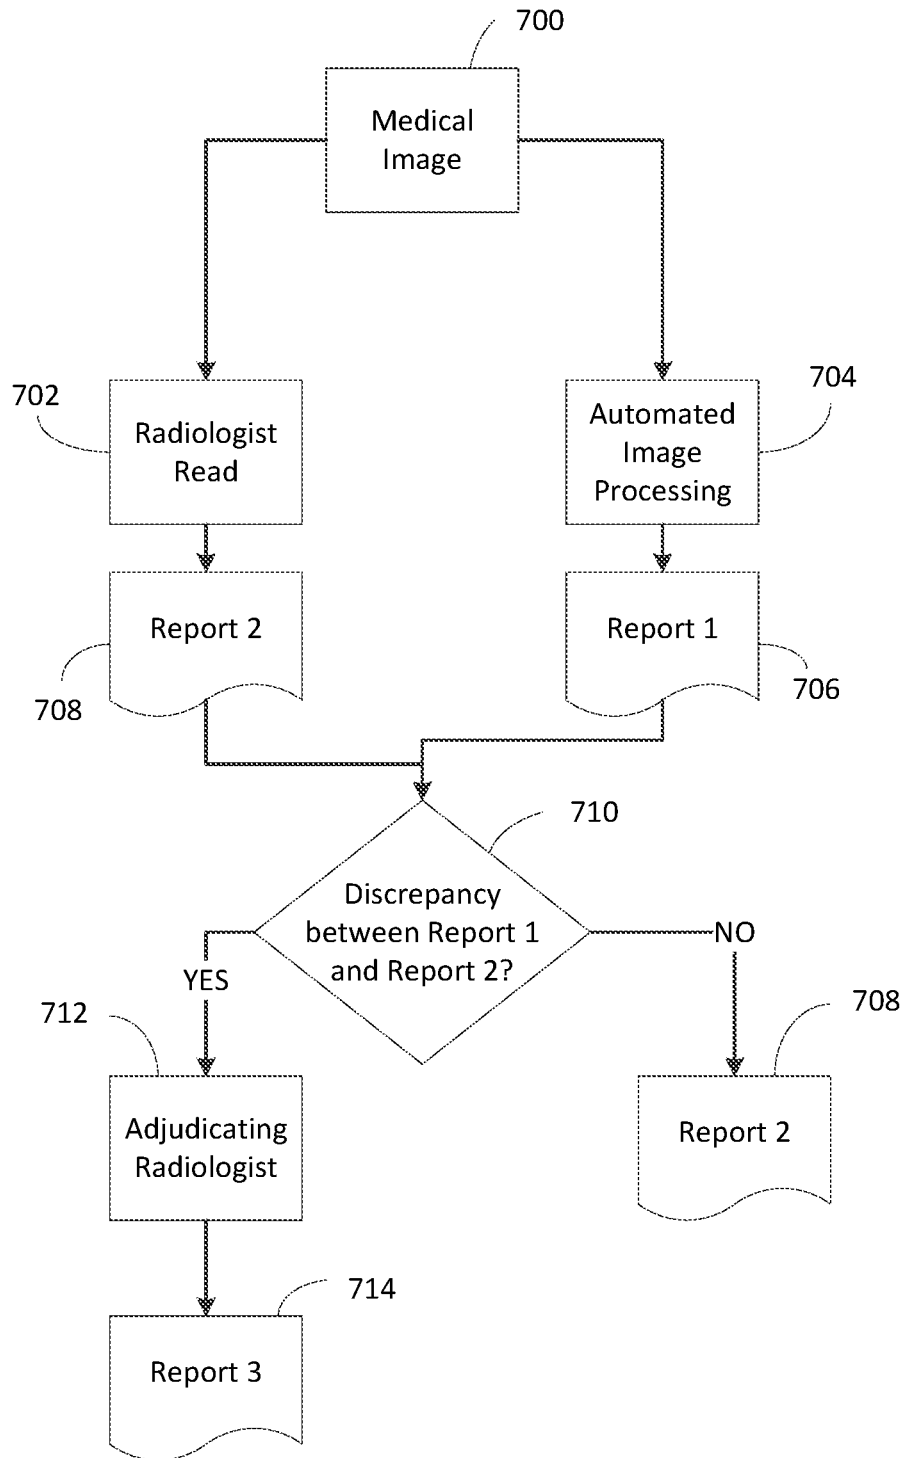 700
Medical
Image
702
Radiologist
Read
704
Automated
Image
Processing
Report 2
708
Report 1
706
710
Discrepancy
between Report 1
and Report 2?
YES
NO
712
Adjudicating
Radiologist
708
Report 2
714
Report 3